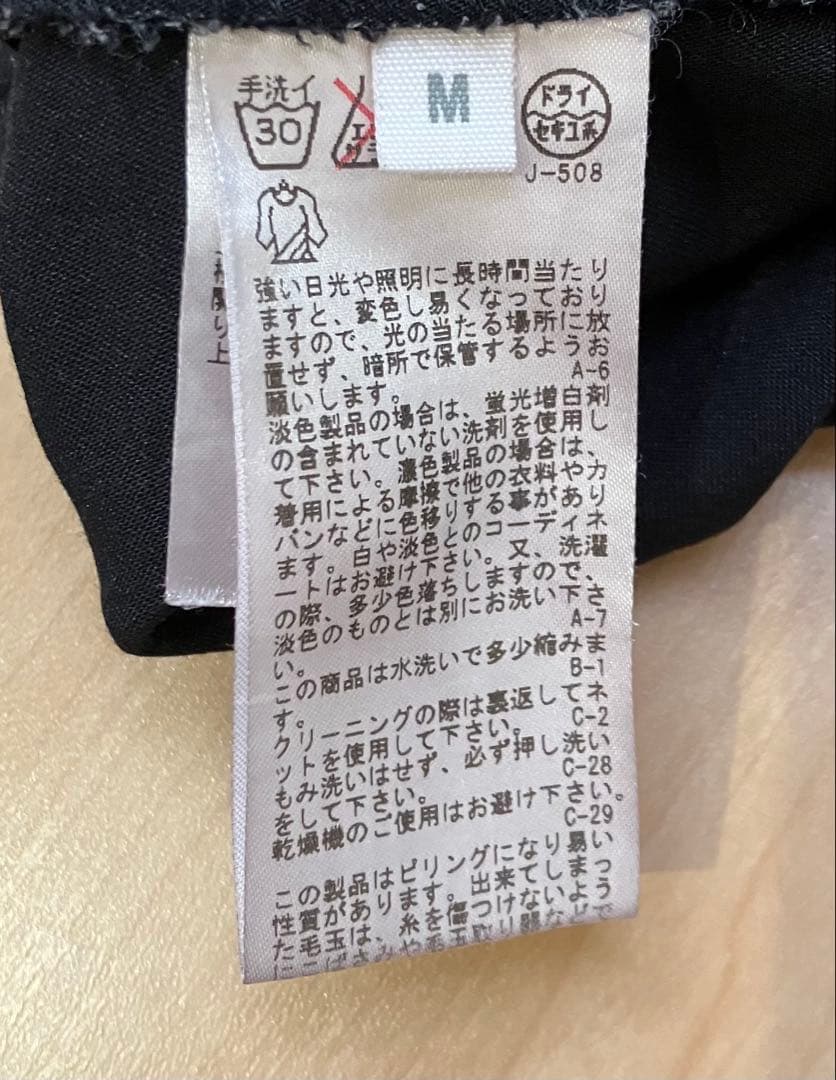 手洗イ
30
エン
サラ
M
ドライ
セキユ系
J-508
強い日光や照明に長時間当たり
ますと、変色し易くなっており
ますので、光の当たる場所に放
置せず、暗所で保管するようお
願いします。
A-6
淡色製品の場合は、蛍光増白剤
の含まれていない洗剤を使用し
て下さい。濃色製品の場合は、
着用による摩擦で他の衣料やカ
バンなどに色移りする事があり
ます。白や淡色とのコーディネ
ートはお避け下さい。又、洗濯
の際、多少色落ちしますので、
淡色のものとは別にお洗い下さ
い。
A-7
この商品は水洗いで多少縮みま
す。
B-1
クリーニングの際は裏返してネ
ットを使用して下さい。
C-2
もみ洗いはせず、必ず押し洗い
をして下さい。
C-28
乾燥機のご使用はお避け下さい。
C-29
この製品はピリングになり易い
性質があります。出来てしまっ
た毛玉は、糸を傷つけないよう